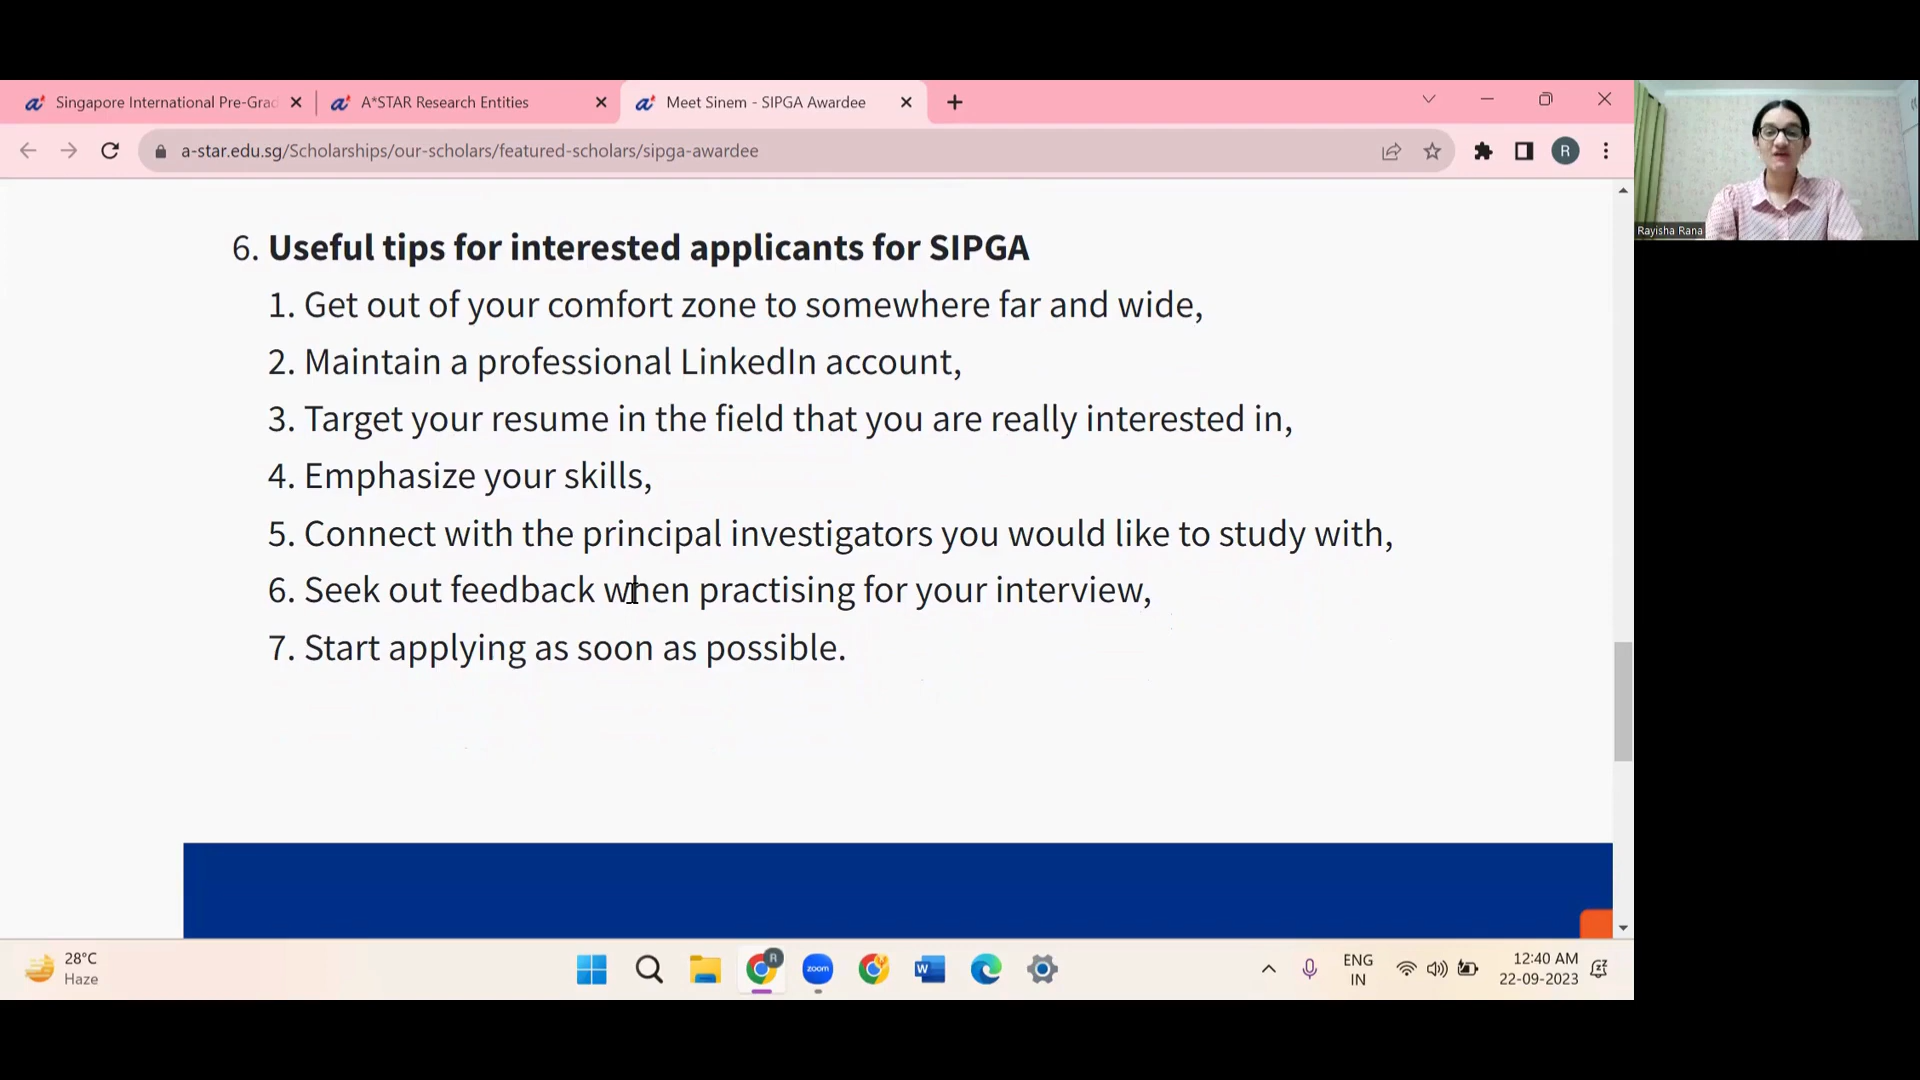 Singapore International Pre-Grad
A*STAR Research Entities
Meet Sinem - SIPGA Awardee
a-star.edu.sg/Scholarships/our-scholars/featured-scholars/sipga-awardee
R
Rayisha Rana
6. Useful tips for interested applicants for SIPGA
1. Get out of your comfort zone to somewhere far and wide,
2. Maintain a professional LinkedIn account,
3. Target your resume in the field that you are really interested in,
4. Emphasize your skills,
5. Connect with the principal investigators you would like to study with,
6. Seek out feedback when practising for your interview,
7. Start applying as soon as possible.
28°C
Haze
R
zoom
W
ENG
IN
12:40 AM
22-09-2023